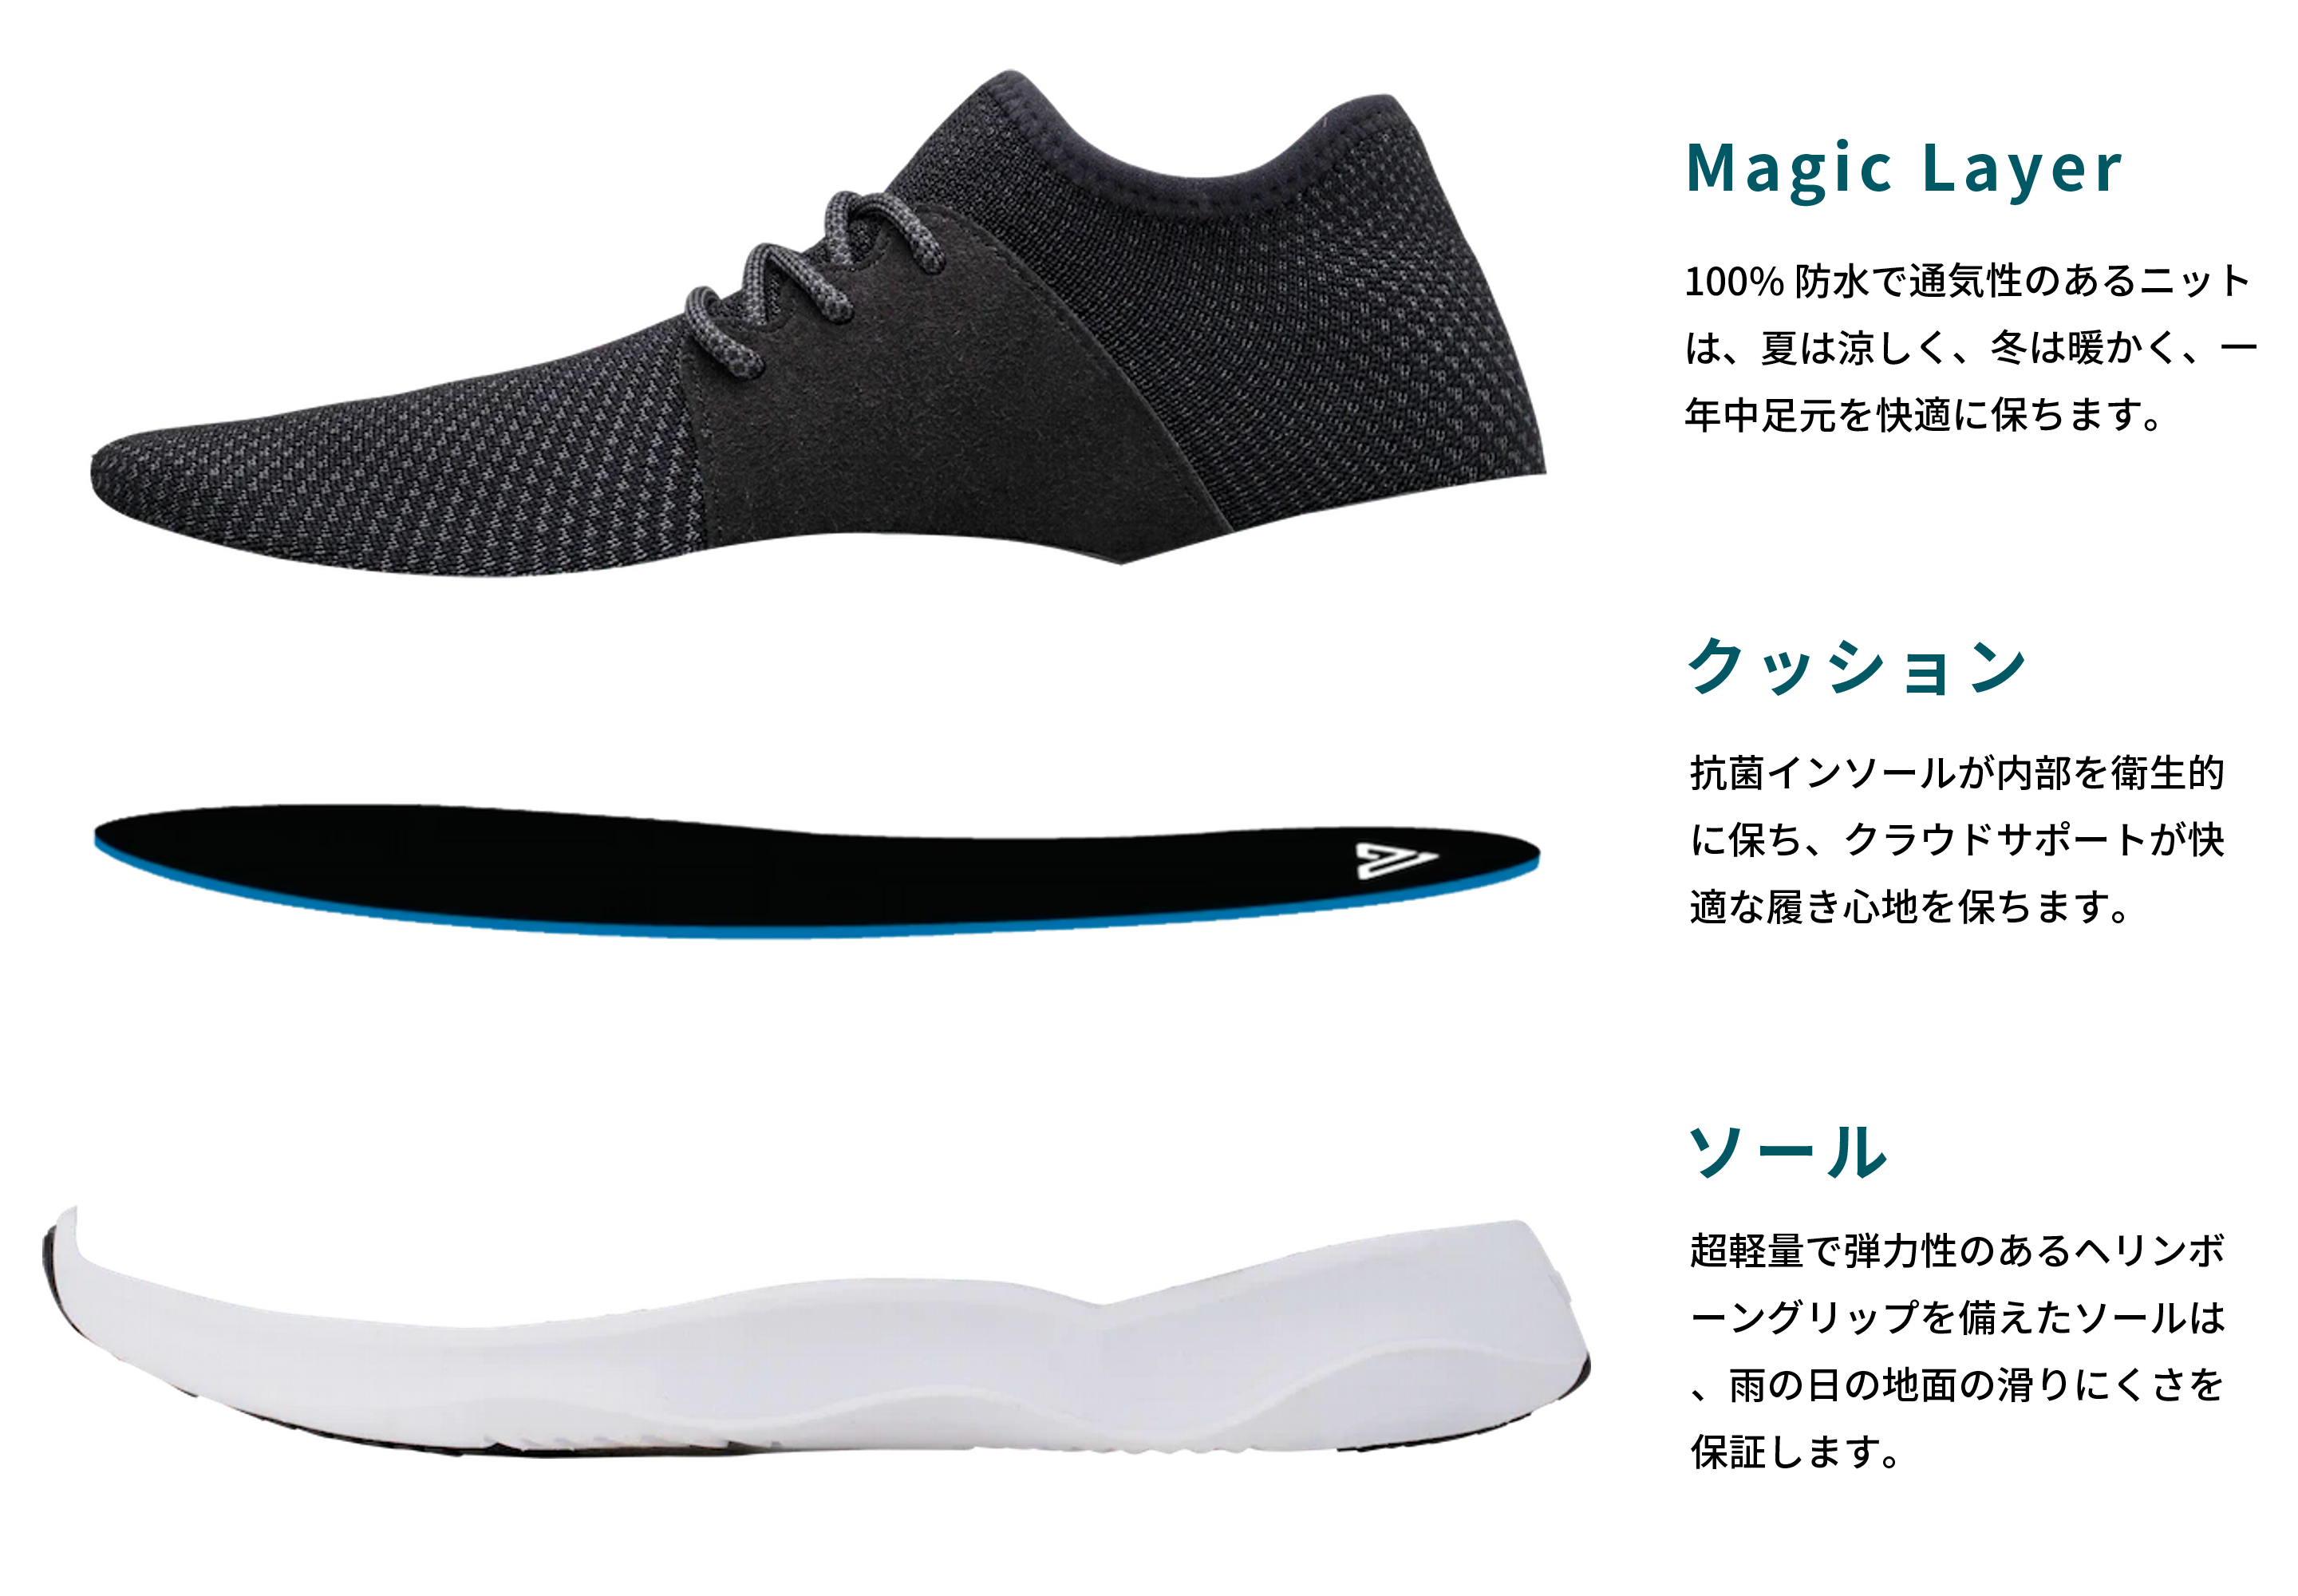 Magic Layer
100% 防水で通気性のあるニット
は、夏は涼しく、冬は暖かく、一
年中足元を快適に保ちます。
クッション
抗菌インソールが内部を衛生的
に保ち、クラウドサポートが快
適な履き心地を保ちます。
ソール
超軽量で弾力性のあるヘリンボ
ーングリップを備えたソールは
、雨の日の地面の滑りにくさを
保証します。